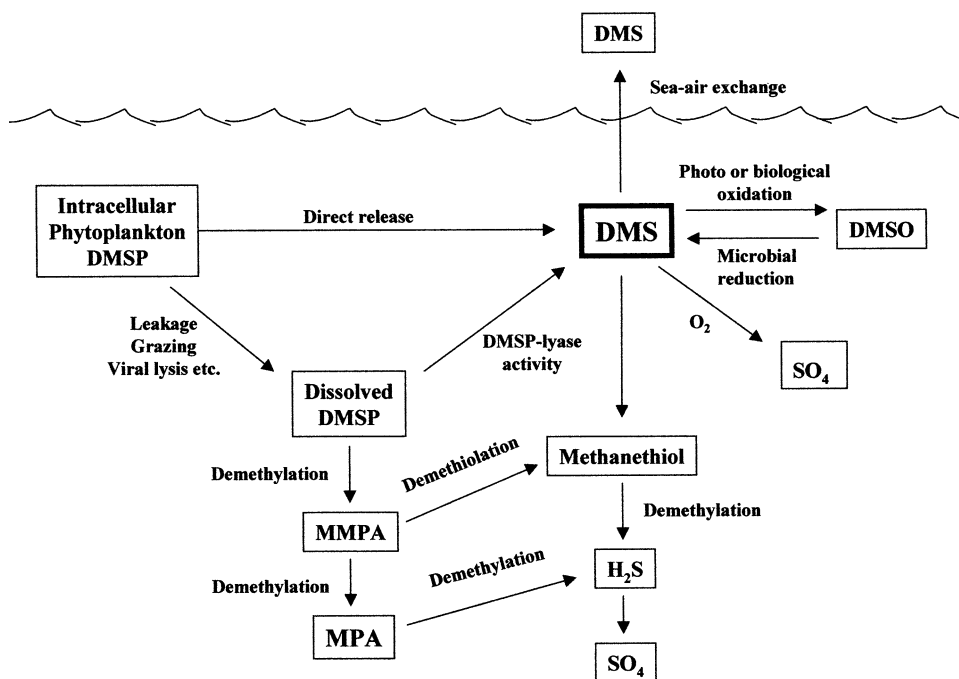 DMS
Sea-air exchange
Photo or biological
oxidation
Intracellular
Phytoplankton
DMSP
Direct release
DMS
DMSO
Microbial
reduction
Leakage
Grazing
Viral lysis etc.
DMSP-lyase
activity
O₂
SO₄
Dissolved
DMSP
Demethylation
Demethiolation
Methanethiol
MMPA
Demethylation
Demethylation
Demethylation
H₂S
MPA
SO₄